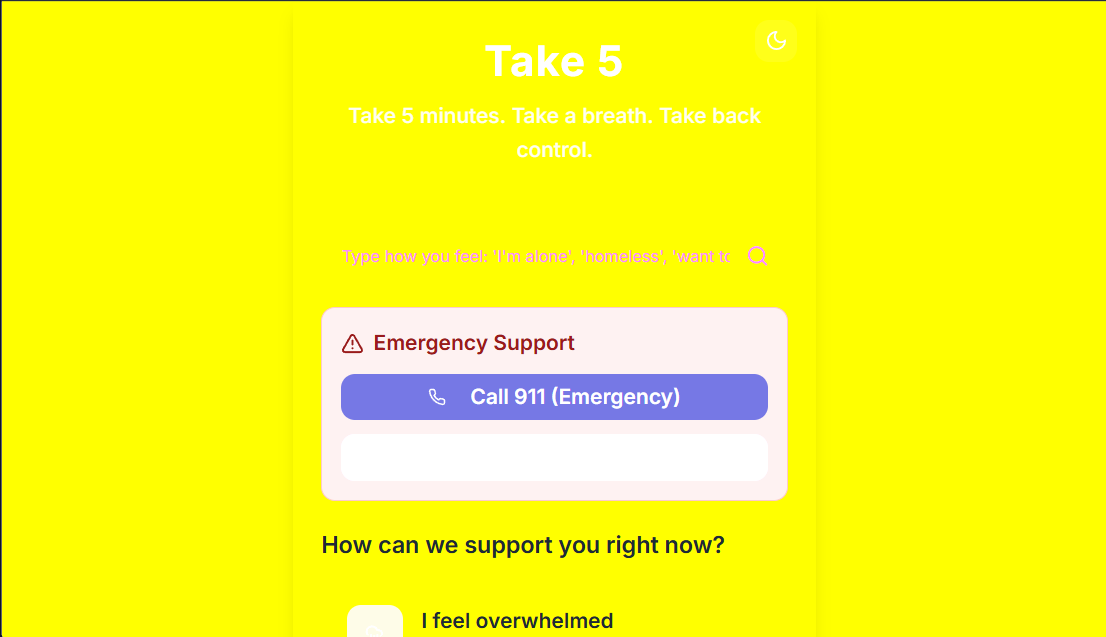 Take 5
Take 5 minutes. Take a breath. Take back
control.
Type how you feel: 'I'm alone', 'homeless', 'want to
Emergency Support
Call 911 (Emergency)
How can we support you right now?
I feel overwhelmed